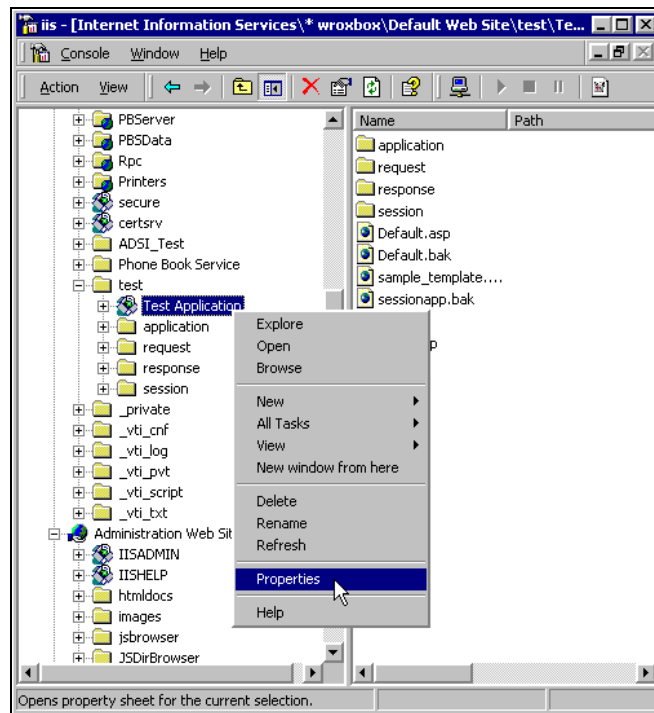 iis - [Internet Information Services\* wroxbox\Default Web Site\test\Te...
Console Window Help
Action View
PBServer
PBSData
Rpc
Printers
secure
certsrv
ADSI_Test
Phone Book Service
test
Test Application
application
request
response
session
_private
_vti_cnf
_vti_log
_vti_pvt
_vti_script
_vti_txt
Administration Web Sit
IISADMIN
IISHELP
htmldocs
images
jsbrowser
JSDirBrowser
Name Path
application
request
response
session
Default.asp
Default.bak
sample_template....
sessionapp.bak
p
Explore
Open
Browse
New
All Tasks
View
New window from here
Delete
Rename
Refresh
Properties
Help
Opens property sheet for the current selection.